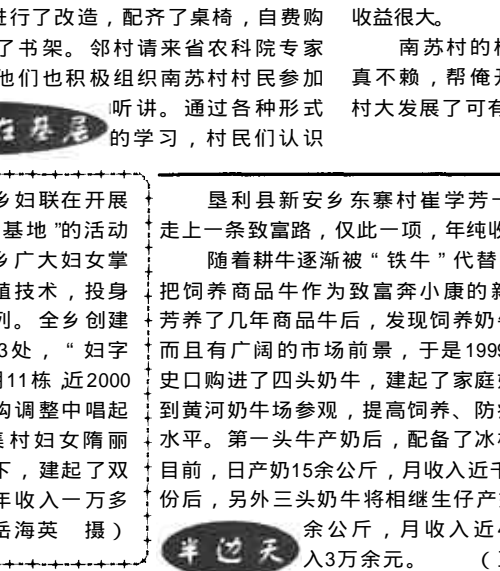 进行了改造，配齐了桌椅，自费购
了书架。邻村请来省农科院专家
他们也积极组织南苏村村民参加
听讲。通过各种形式
在基层
的学习，村民们认识
收益很大。
南苏村的
真不赖，帮俺
村大发展了可有
乡妇联在开展
基地”的活动
乡广大妇女掌
殖技术，投身
列。全乡创建
3处，“妇字
11栋 近2000
构调整中唱起
集村妇女隋丽
下，建起了双
年收入一万多
岳海英 摄）
垦利县新安乡东寨村崔学芳
走上一条致富路，仅此一项，年纯收
随着耕牛逐渐被“铁牛”代替
把饲养商品牛作为致富奔小康的新
芳养了几年商品牛后，发现饲养奶牛
而且有广阔的市场前景，于是1999
史口购进了四头奶牛，建起了家庭
到黄河奶牛场参观，提高饲养、防
水平。第一头牛产奶后，配备了冰
目前，日产奶15余公斤，月收入近千
份后，另外三头奶牛将相继生仔产
余公斤，月收入近
半边天
入3万余元。 （